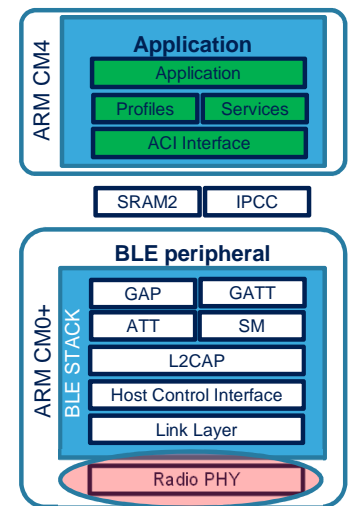 ARM CM4
Application
Application
Profiles Services
ACI Interface
SRAM2 IPCC
ARM CM0+
BLE peripheral
BLE STACK
GAP GATT
ATT SM
L2CAP
Host Control Interface
Link Layer
Radio PHY